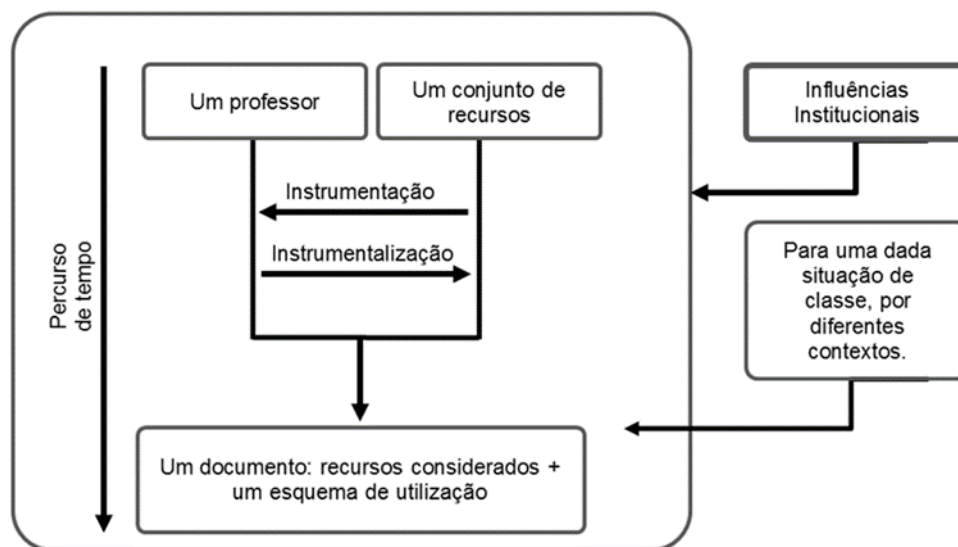 Um professor
Um conjunto de
recursos
Influências
Institucionais
Instrumentação
Instrumentalização
Percurso
de tempo
Para uma dada
situação de
classe, por
diferentes
contextos.
Um documento: recursos considerados +
um esquema de utilização